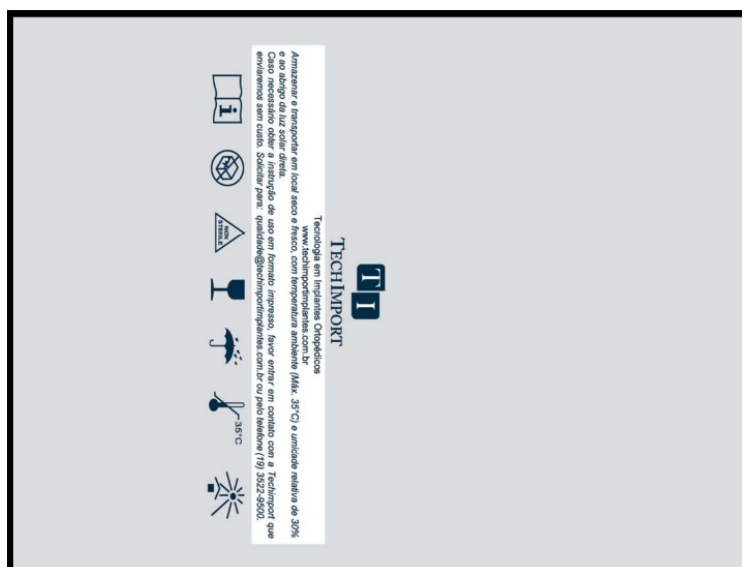 T I
TECHIMPORT
Tecnologia em Implantes Ortopédicos
www.techimportimplantes.com.br
Armazenar e transportar em local seco e fresco, com temperatura ambiente (Máx. 35°C) e umidade relativa de 30%
e ao abrigo da luz solar direta.
Caso necessário obter a instrução de uso em formato impresso, favor entrar em contato com a Techimport que
enviaremos sem custo. Solicitar para: qualidade@techimportimplantes.com.br ou pelo telefone (19) 3522-9500.
i
NON
STERILE
35°C